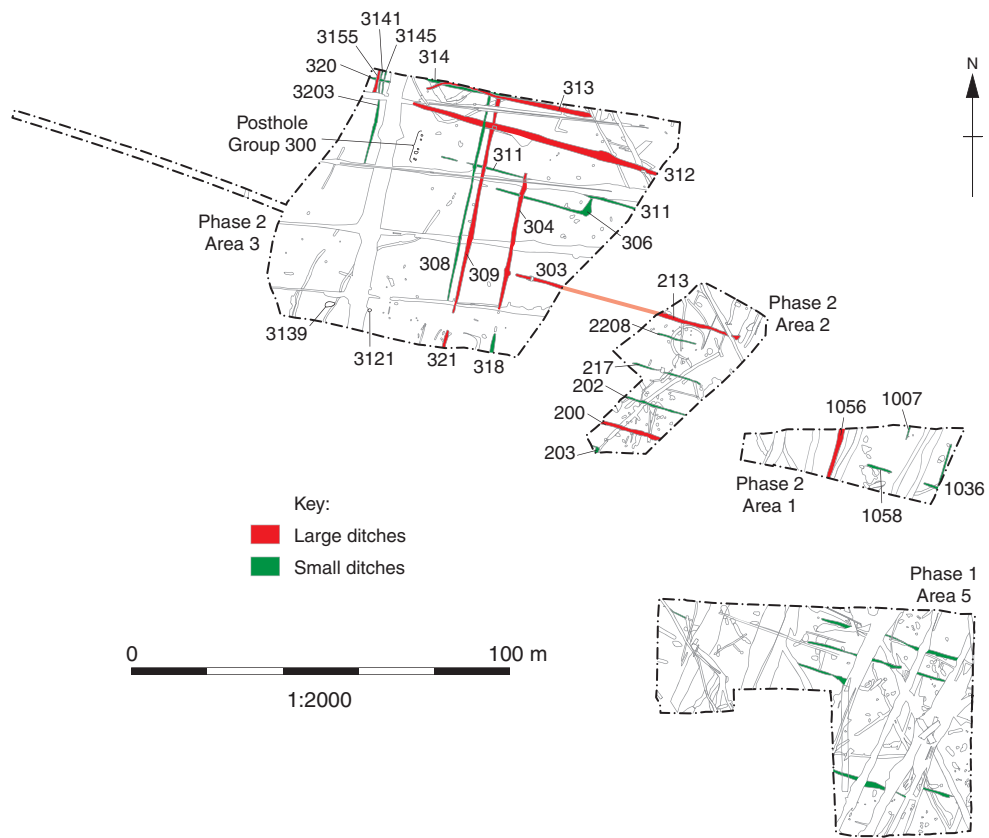 3141
3155
3145
320
314
3203
313
Posthole
Group 300
311
312
N
Phase 2
Area 3
304
311
306
308
309
303
213
Phase 2
Area 2
2208
3139
3121
321
318
217
202
200
203
1056
1007
Phase 2
Area 1
1058
1036
Key:
Large ditches
Small ditches
Phase 1
Area 5
0
100 m
1:2000